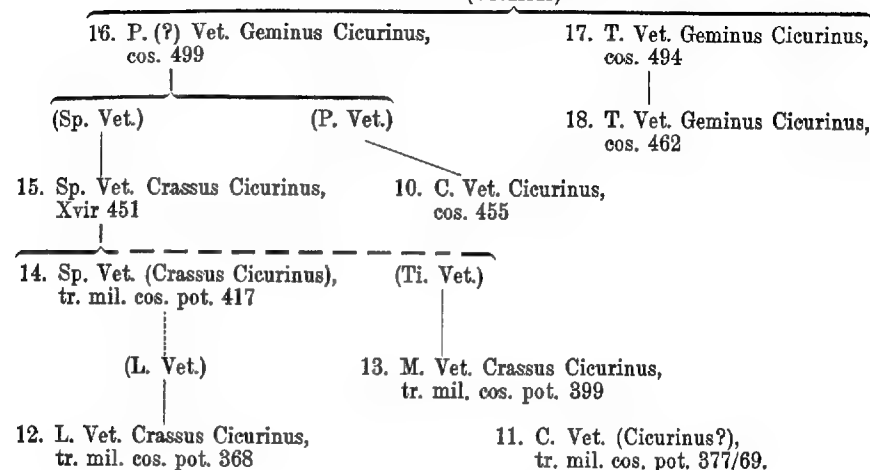 16. P. (?) Vet. Geminus Cicurinus,
cos. 499
17. T. Vet. Geminus Cicurinus,
cos. 494
(Sp. Vet.)
(P. Vet.)
18. T. Vet. Geminus Cicurinus,
cos. 462
15. Sp. Vet. Crassus Cicurinus,
Xvir 451
10. C. Vet. Cicurinus,
cos. 455
14. Sp. Vet. (Crassus Cicurinus),
tr. mil. cos. pot. 417
(Ti. Vet.)
(L. Vet.)
13. M. Vet. Crassus Cicurinus,
tr. mil. cos. pot. 399
12. L. Vet. Crassus Cicurinus,
tr. mil. cos. pot. 368
11. C. Vet. (Cicurinus?),
tr. mil. cos. pot. 377/69.